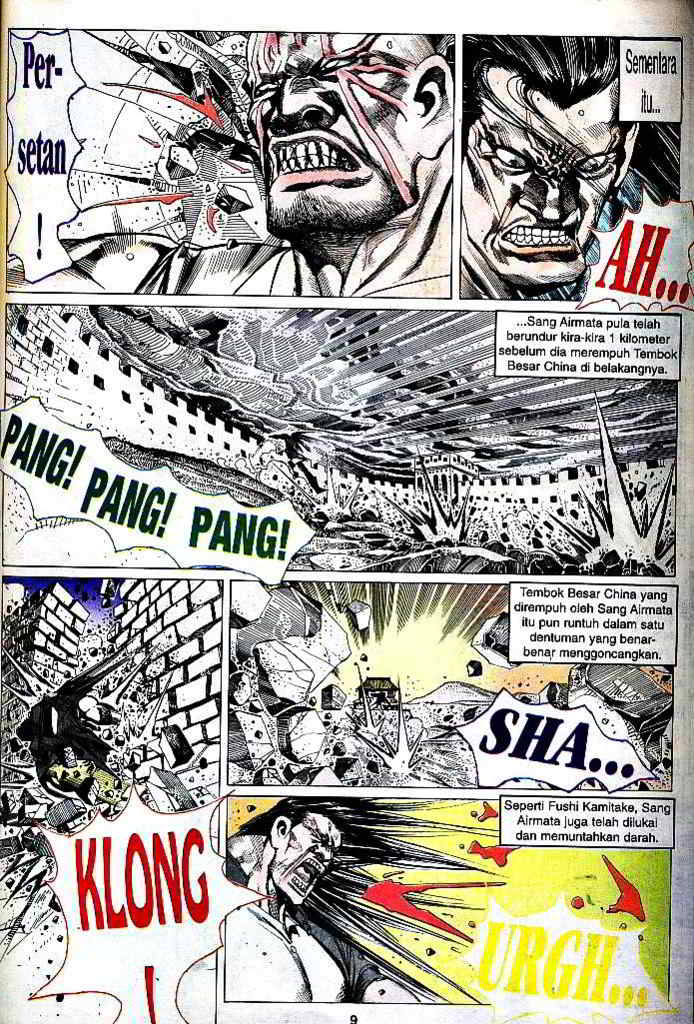 Per-
setan
!
Sementara
itu...
AH...
...Sang Airmata pula telah
berundur kira-kira 1 kilometer
sebelum dia merempuh Tembok
Besar China di belakangnya.
PANG! PANG! PANG!
Tembok Besar China yang
dirempuh oleh Sang Airmata
itu pun runtuh dalam satu
dentuman yang benar-
benar menggoncangkan.
SHA...
KLONG
!
Seperti Fushi Kamitake, Sang
Airmata juga telah dilukai
dan memuntahkan darah.
URGH...
9